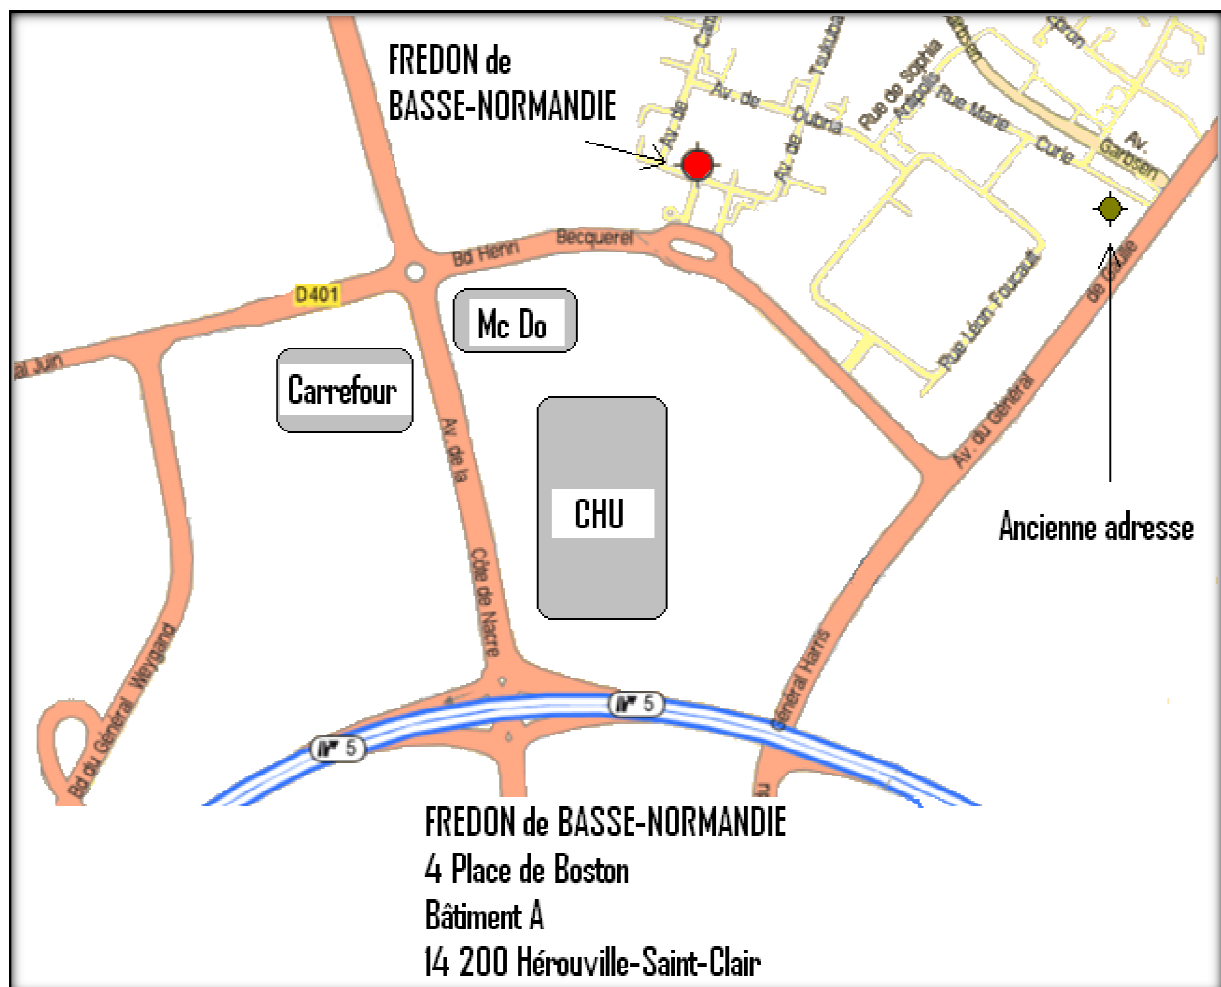 FREDON de
BASSE-NORMANDIE
Av. de
Av. de
Dubna
Tsukuba
Av. de
Rue de Sophia
Antipolis
Rue Marie
Curie
Av.
Garbsen
Garbsen
Bd Henri
Becquerel
D401
al Juin
Mc Do
Carrefour
CHU
Av. de la
Côte de Nacre
Rue Léon Foucault
Av. du Général
de Gaulle
Ancienne adresse
Général Harris
Bd du Général Weygand
N° 5
N° 5
FREDON de BASSE-NORMANDIE
4 Place de Boston
Bâtiment A
14 200 Hérouville-Saint-Clair